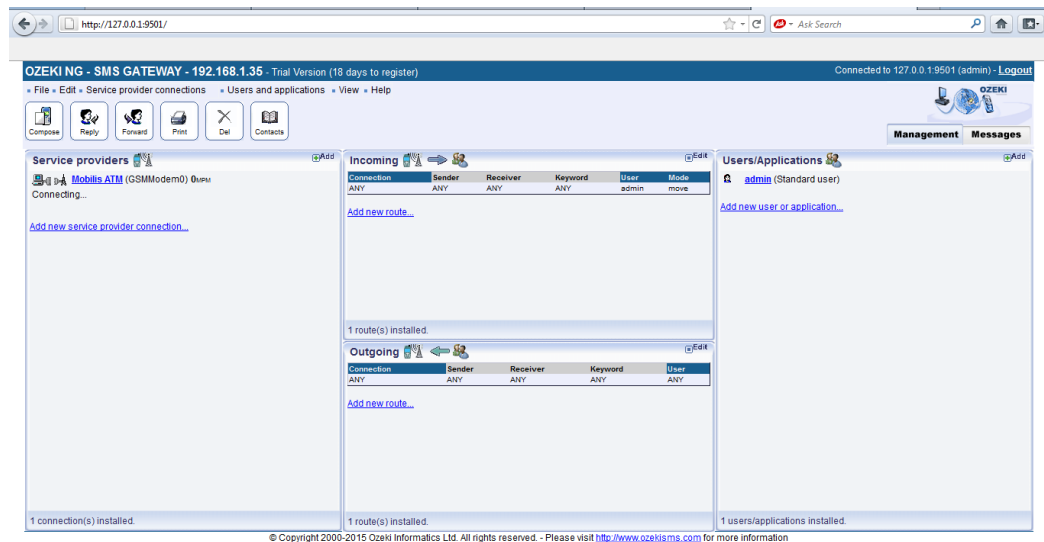 http://127.0.0.1:9501/
Ask Search
OZEKI NG - SMS GATEWAY - 192.168.1.35 - Trial Version (18 days to register)
Connected to 127.0.0.1:9501 (admin) - Logout
File Edit Service provider connections Users and applications View Help
OZEKI
Compose Reply Forward Print Del Contacts
Management Messages
Service providers Add
Mobilis ATM (GSMModem0) 0MPM
Connecting...
Add new service provider connection...
1 connection(s) installed.
Incoming Edit
Connection Sender Receiver Keyword User Mode
ANY ANY ANY ANY admin move
Add new route...
1 route(s) installed.
Outgoing Edit
Connection Sender Receiver Keyword User
ANY ANY ANY ANY ANY
Add new route...
1 route(s) installed.
Users/Applications Add
admin (Standard user)
Add new user or application...
1 users/applications installed.
© Copyright 2000-2015 Ozeki Informatics Ltd. All rights reserved. - Please visit http://www.ozekisms.com for more information